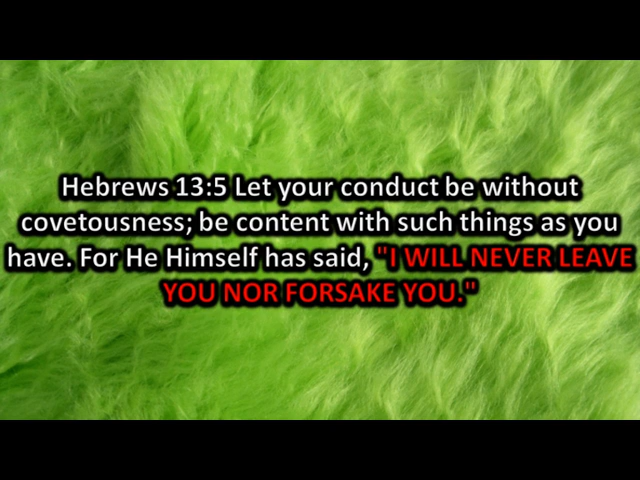 Hebrews 13:5 Let your conduct be without
covetousness; be content with such things as you
have. For He Himself has said, "I WILL NEVER LEAVE
YOU NOR FORSAKE YOU."